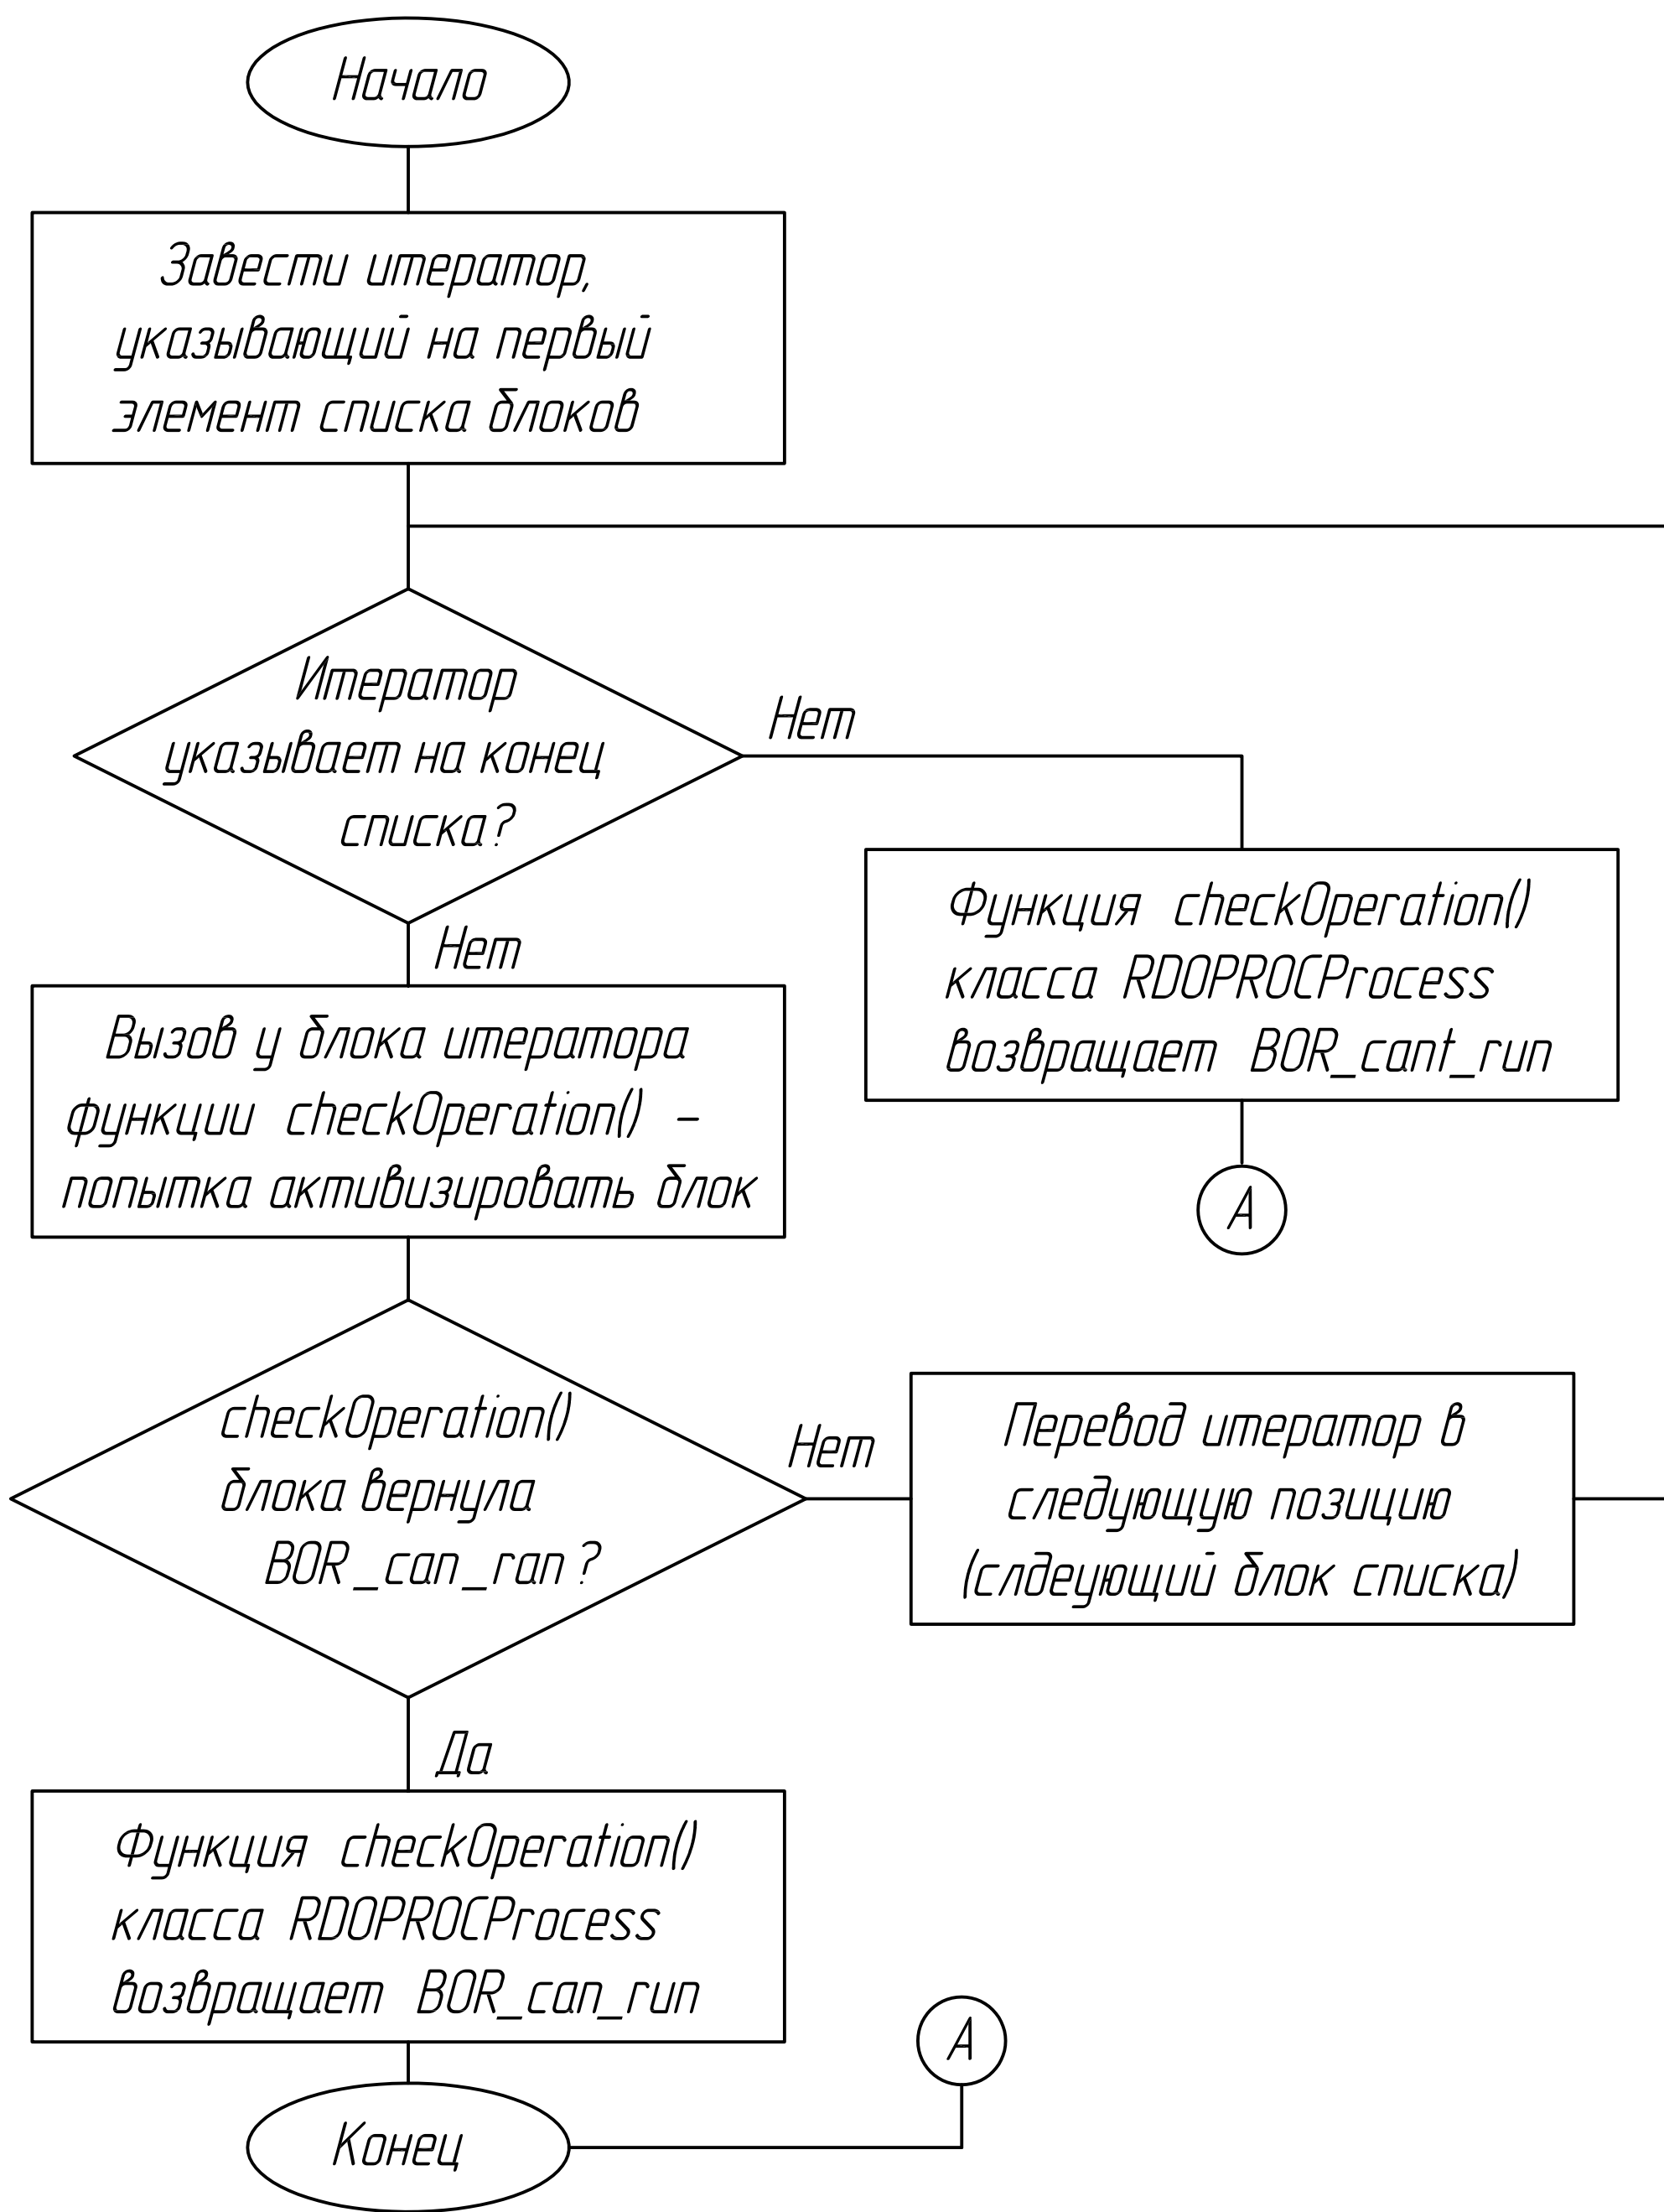 Начало
Завести итератор,
указывающий на первый
элемент списка блоков
Итератор
указывает на конец
списка?
Нет
Нет
Функция checkOperation()
класса RDOPROCProcess
возвращает BOR_cant_run
А
Вызов у блока итератора
функции checkOperation() –
попытка активизировать блок
checkOperation()
блока вернула
BOR_can_ran ?
Нет
Перевод итератор в
следующую позицию
(слдеующий блок списка)
Да
Функция checkOperation()
класса RDOPROCProcess
возвращает BOR_can_run
А
Конец